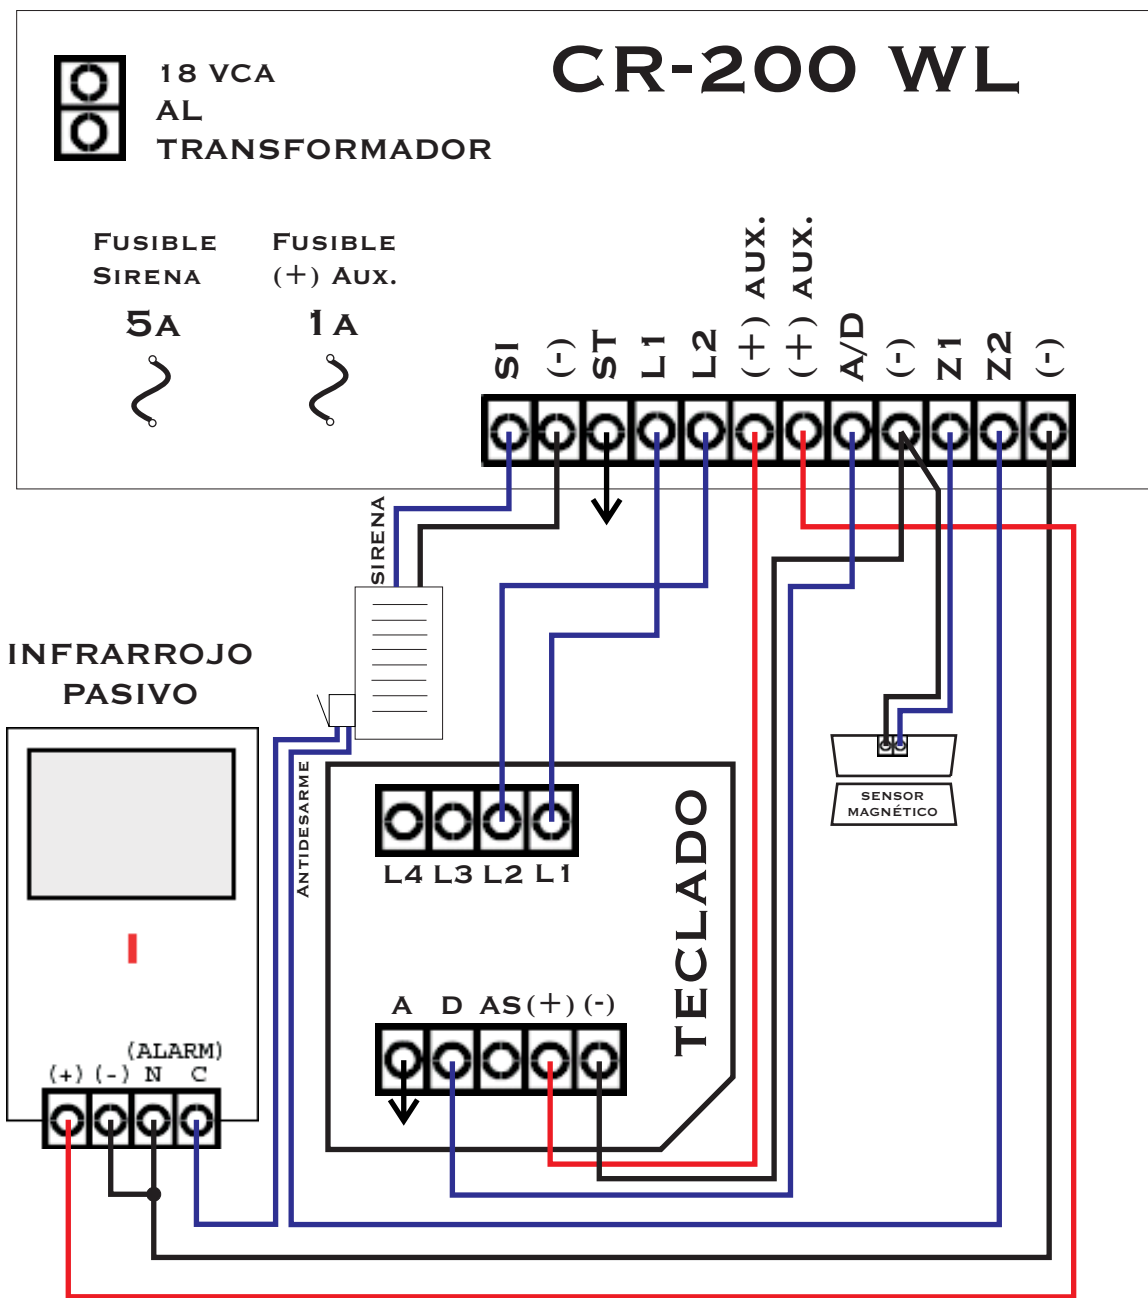 CR-200 WL
18 VCA
AL
TRANSFORMADOR
FUSIBLE
SIRENA
5A
FUSIBLE
(+) AUX.
1A
SI
(-)
ST
L1
L2
(+) AUX.
(+) AUX.
A/D
(-)
Z1
Z2
(-)
SIRENA
INFRARROJO
PASIVO
ANTIDESARME
SENSOR
MAGNÉTICO
L4 L3 L2 L1
TECLADO
A D AS (+) (-)
(ALARM)
(+) (-) N C